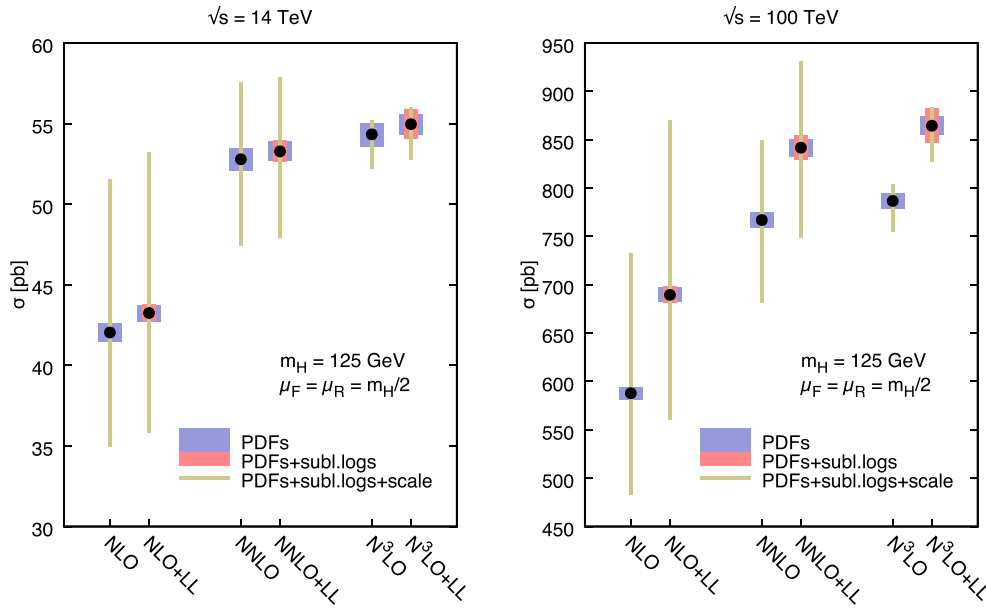 √s = 14 TeV
60
55
50
45
40
35
30
σ [pb]
m_H = 125 GeV
μ_F = μ_R = m_H/2
PDFs
PDFs+subl.logs
PDFs+subl.logs+scale
NLO
NLO+LL
NNLO
NNLO+LL
N³LO
N³LO+LL
√s = 100 TeV
950
900
850
800
750
700
650
600
550
500
450
σ [pb]
m_H = 125 GeV
μ_F = μ_R = m_H/2
PDFs
PDFs+subl.logs
PDFs+subl.logs+scale
NLO
NLO+LL
NNLO
NNLO+LL
N³LO
N³LO+LL